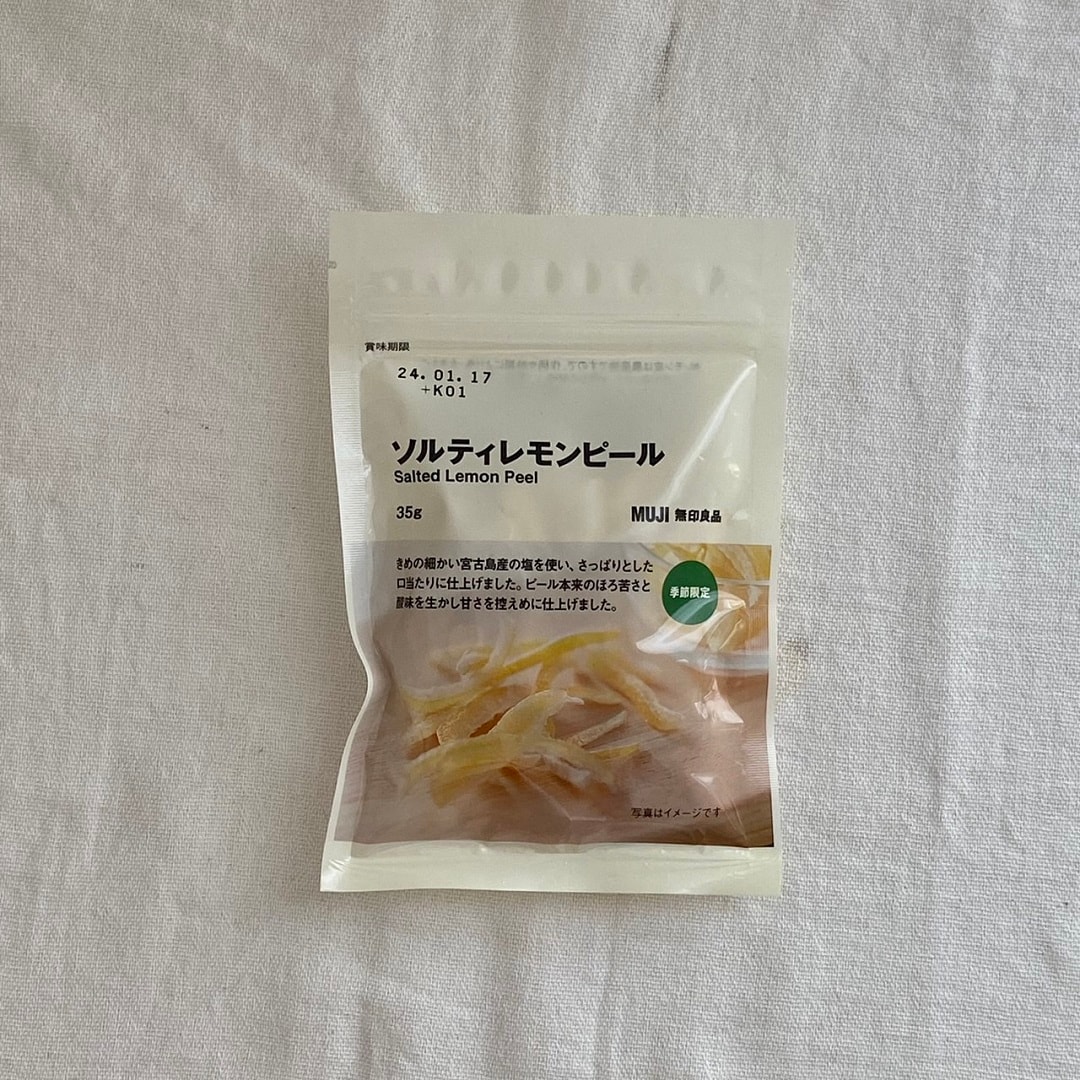 賞味期限
24.01.17
+K01
ソルティレモンピール
Salted Lemon Peel
35g
MUJI 無印良品
きめの細かい宮古島産の塩を使い、さっぱりとした
口当たりに仕上げました。ピール本来のほろ苦さと
酸味を生かし甘さを控えめに仕上げました。
季節限定
写真はイメージです